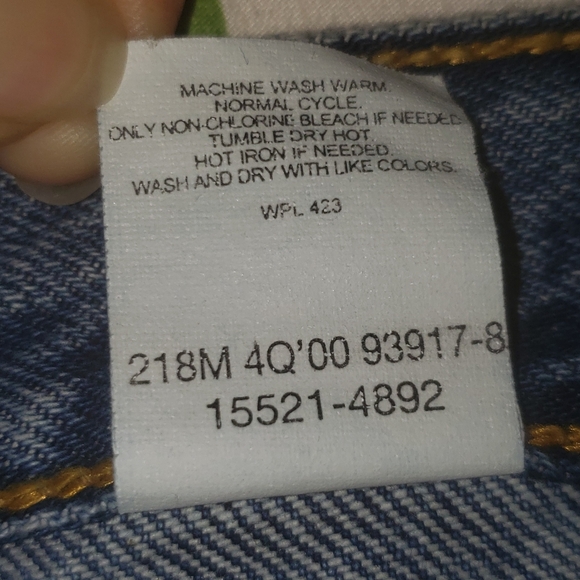 MACHINE WASH WARM.
NORMAL CYCLE.
ONLY NON-CHLORINE BLEACH IF NEEDED.
TUMBLE DRY HOT.
HOT IRON IF NEEDED.
WASH AND DRY WITH LIKE COLORS.
WPL 423
218M 4Q'00 93917-8
15521-4892